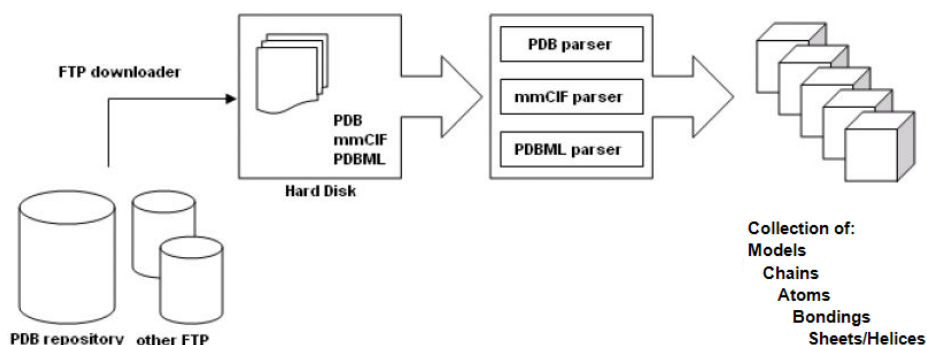 FTP downloader
PDB
mmCIF
PDBML
Hard Disk
PDB parser
mmCIF parser
PDBML parser
PDB repository
other FTP
Collection of:
Models
Chains
Atoms
Bondings
Sheets/Helices